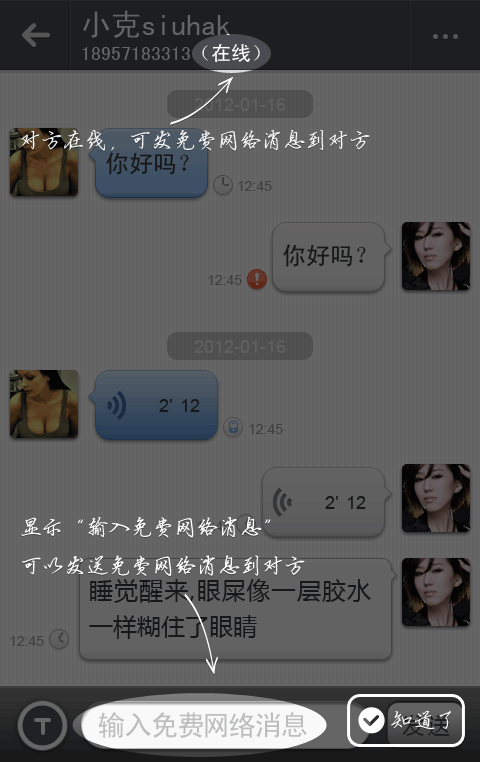 小克siuhak
18957183313 (在线)
2012-01-16
对方在线，可发免费网络消息到对方
你好吗？
12:45
你好吗？
12:45
2012-01-16
2' 12
12:45
2' 12
显示“输入免费网络消息”
可以发送免费网络消息到对方
睡觉醒来,眼屎像一层胶水
一样糊住了眼睛
12:45
T 输入免费网络消息 知道了